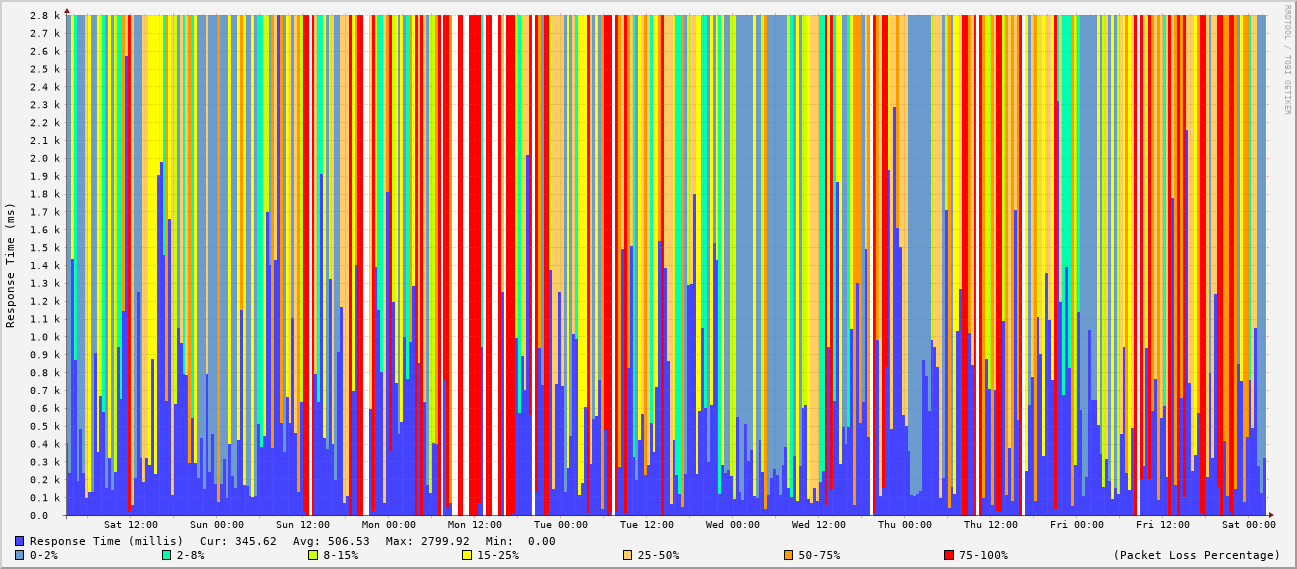 RRDTOOL / TOBI OETIKER
Response Time (ms)
2.8 k
2.7 k
2.6 k
2.5 k
2.4 k
2.3 k
2.2 k
2.1 k
2.0 k
1.9 k
1.8 k
1.7 k
1.6 k
1.5 k
1.4 k
1.3 k
1.2 k
1.1 k
1.0 k
0.9 k
0.8 k
0.7 k
0.6 k
0.5 k
0.4 k
0.3 k
0.2 k
0.1 k
0.0
Sat 12:00 Sun 00:00 Sun 12:00 Mon 00:00 Mon 12:00 Tue 00:00 Tue 12:00 Wed 00:00 Wed 12:00 Thu 00:00 Thu 12:00 Fri 00:00 Fri 12:00 Sat 00:00
Response Time (millis) Cur: 345.62 Avg: 506.53 Max: 2799.92 Min: 0.00
0-2% 2-8% 8-15% 15-25% 25-50% 50-75% 75-100% (Packet Loss Percentage)